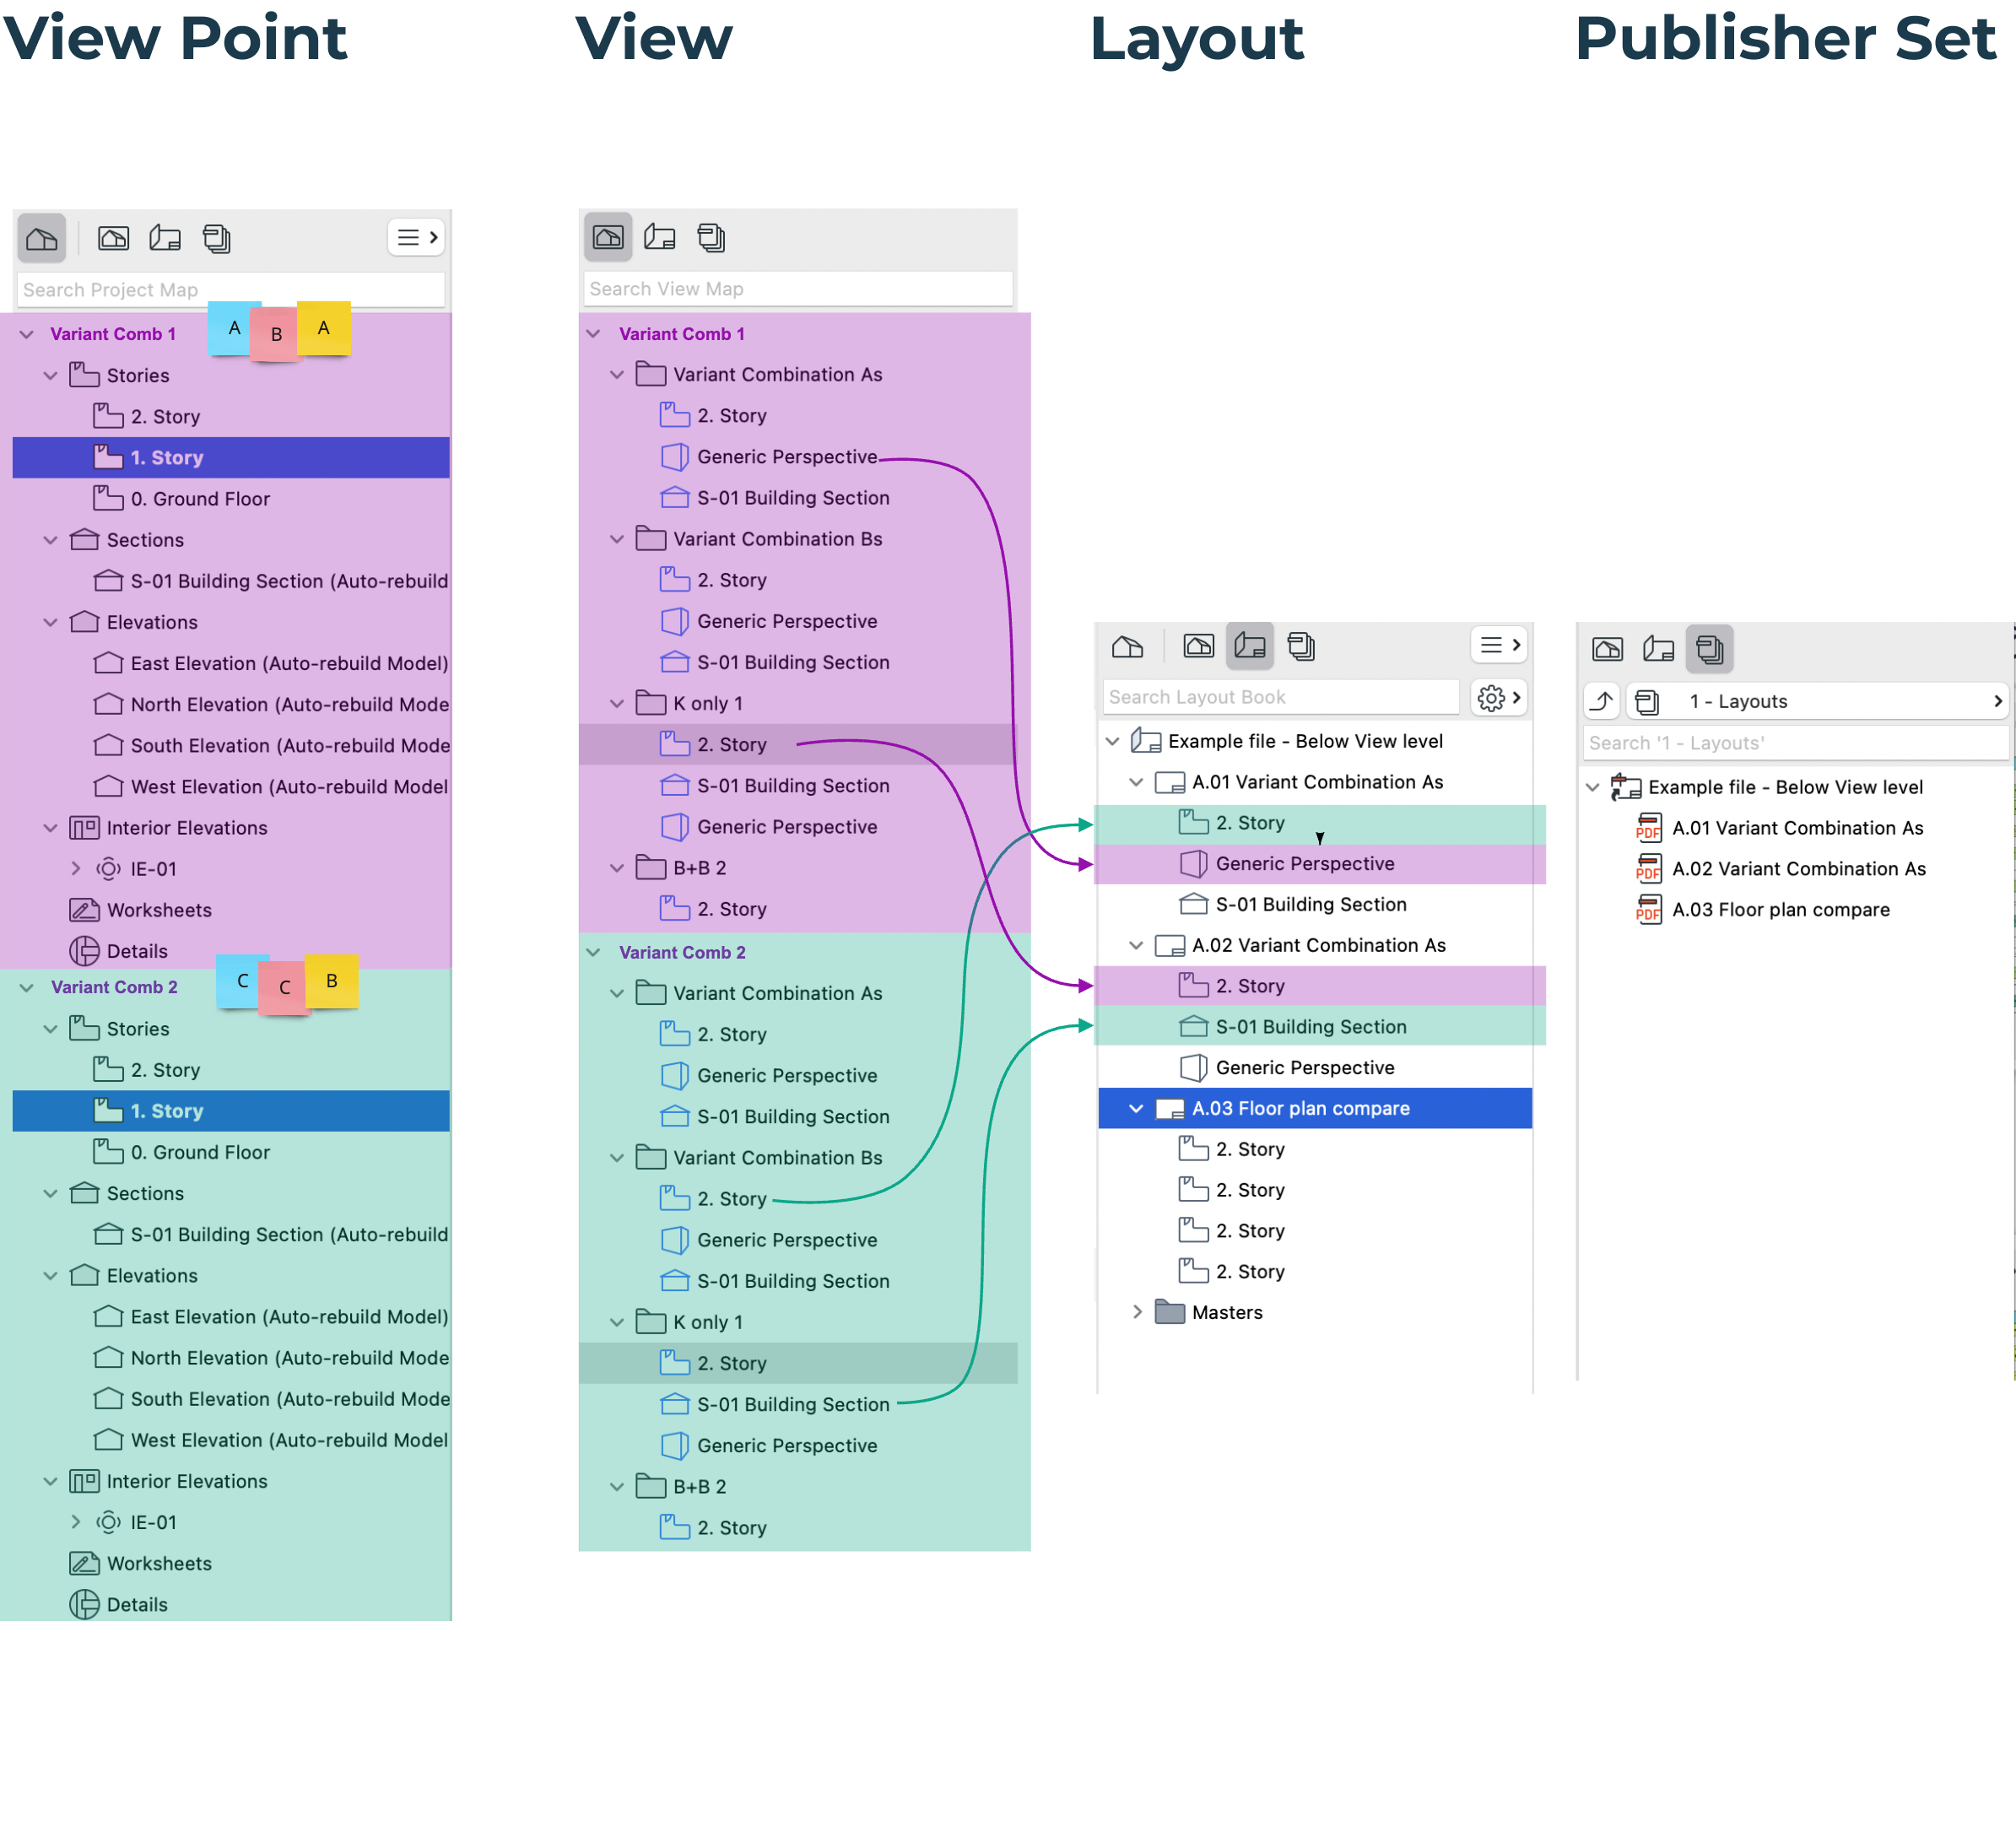 View Point
View
Layout
Publisher Set
Search Project Map
Variant Comb 1
A
B
A
Stories
2. Story
1. Story
0. Ground Floor
Sections
S-01 Building Section (Auto-rebuild
Elevations
East Elevation (Auto-rebuild Model)
North Elevation (Auto-rebuild Mode
South Elevation (Auto-rebuild Mode
West Elevation (Auto-rebuild Model
Interior Elevations
IE-01
Worksheets
Details
Variant Comb 2
C
C
B
Stories
2. Story
1. Story
0. Ground Floor
Sections
S-01 Building Section (Auto-rebuild
Elevations
East Elevation (Auto-rebuild Model)
North Elevation (Auto-rebuild Mode
South Elevation (Auto-rebuild Mode
West Elevation (Auto-rebuild Model
Interior Elevations
IE-01
Worksheets
Details
Search View Map
Variant Comb 1
Variant Combination As
2. Story
Generic Perspective
S-01 Building Section
Variant Combination Bs
2. Story
Generic Perspective
S-01 Building Section
K only 1
2. Story
S-01 Building Section
Generic Perspective
B+B 2
2. Story
Variant Comb 2
Variant Combination As
2. Story
Generic Perspective
S-01 Building Section
Variant Combination Bs
2. Story
Generic Perspective
S-01 Building Section
K only 1
2. Story
S-01 Building Section
Generic Perspective
B+B 2
2. Story
Search Layout Book
Example file - Below View level
A.01 Variant Combination As
2. Story
Generic Perspective
S-01 Building Section
A.02 Variant Combination As
2. Story
S-01 Building Section
Generic Perspective
A.03 Floor plan compare
2. Story
2. Story
2. Story
2. Story
Masters
1 - Layouts
Search '1 - Layouts'
Example file - Below View level
PDF A.01 Variant Combination As
PDF A.02 Variant Combination As
PDF A.03 Floor plan compare